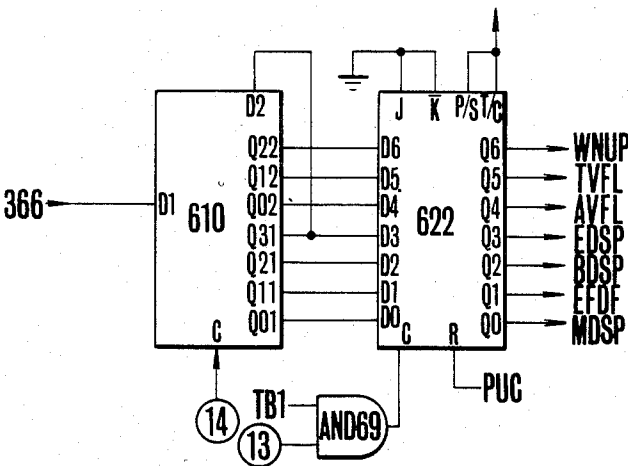 D2
J K̅ P/S T/C
Q22 D6 Q6 WNUP
Q12 D5 Q5 TVFL
366 D1 610 Q02 D4 622 Q4 AVFL
Q31 D3 Q3 EDSP
Q21 D2 Q2 BDSP
Q11 D1 Q1 EFDF
Q01 D0 Q0 MDSP
C C R
14 TB1 AND69 PUC
13